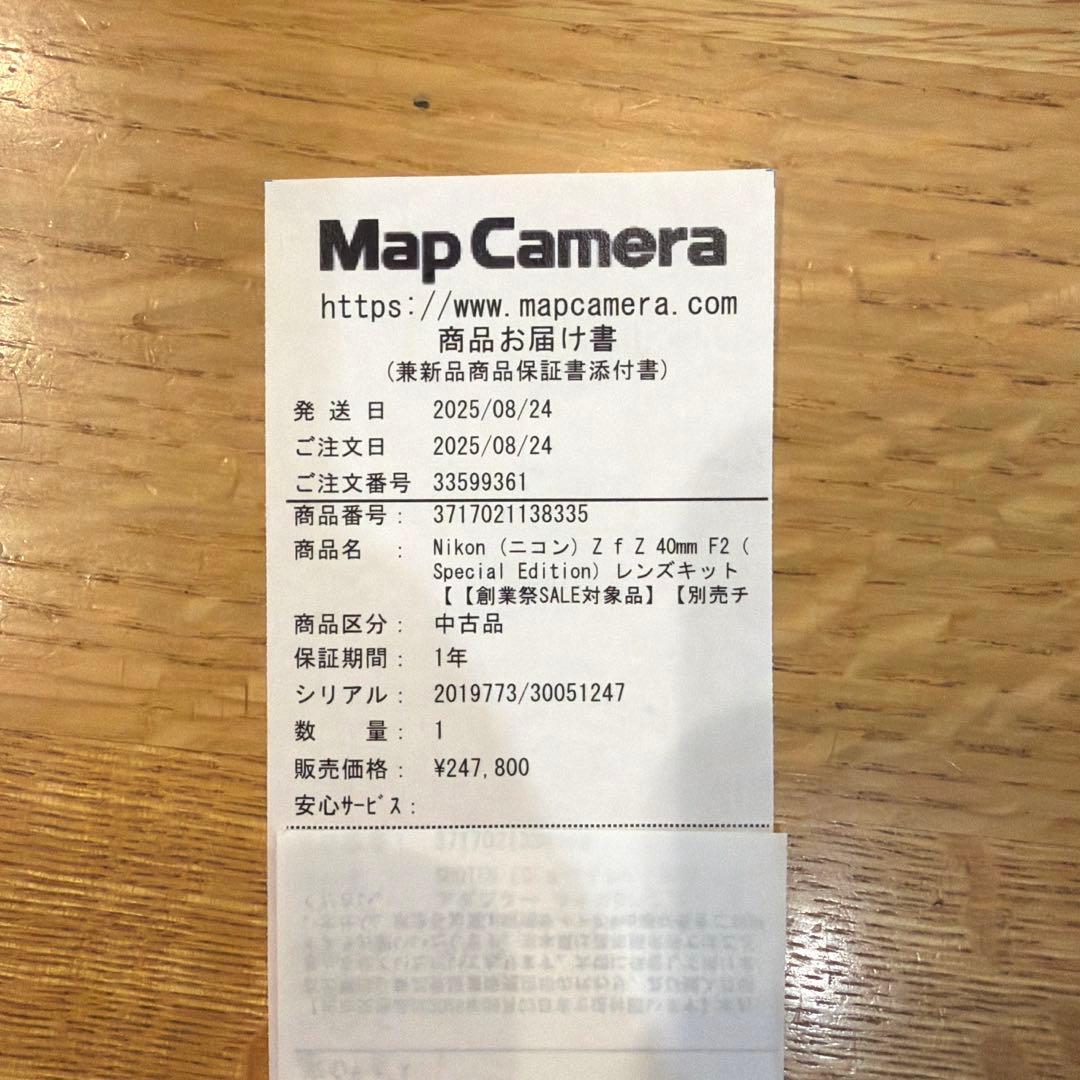 Map Camera
https://www.mapcamera.com
商品お届け書
(兼新品商品保証書添付書)
発 送 日 2025/08/24
ご注文日 2025/08/24
ご注文番号 33599361
商品番号: 3717021138335
商品名 : Nikon (ニコン) Z f Z 40mm F2 (
Special Edition) レンズキット
【【創業祭SALE対象品】【別売チ
商品区分: 中古品
保証期間: 1年
シリアル: 2019773/30051247
数 量: 1
販売価格: ¥247,800
安心ｻｰﾋﾞｽ: